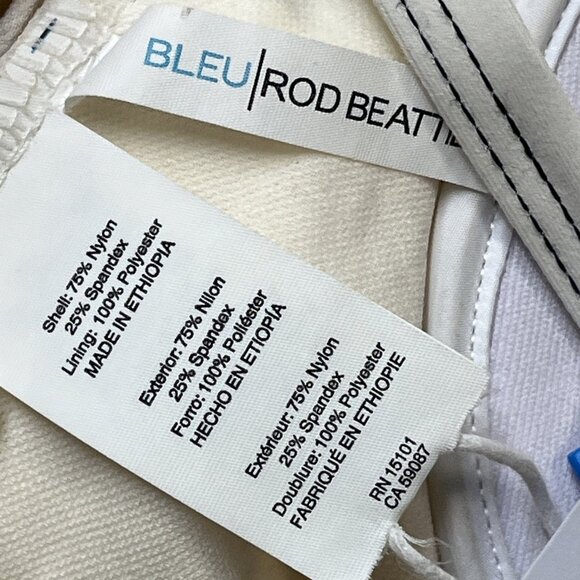 BLEU|ROD BEATTIE
Shell: 75% Nylon
25% Spandex
Lining: 100% Polyester
MADE IN ETHIOPIA
Exterior: 75% Nilon
25% Spandex
Forro: 100% Poliéster
HECHO EN ETIOPÍA
Extérieur: 75% Nylon
25% Spandex
Doublure: 100% Polyester
FABRIQUÉ EN ETHIOPIE
RN 15101
CA 59087